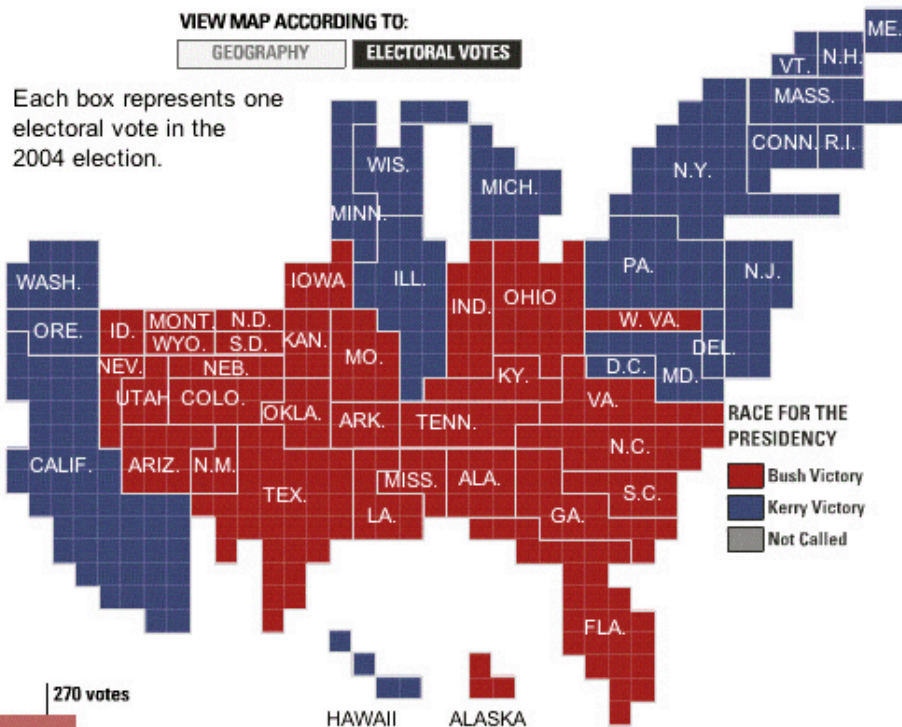 VIEW MAP ACCORDING TO:
GEOGRAPHY ELECTORAL VOTES
Each box represents one
electoral vote in the
2004 election.
ME.
VT. N.H.
MASS.
CONN. R.I.
WIS.
MICH.
N.Y.
MINN.
WASH.
IOWA
ILL.
IND.
OHIO
PA.
N.J.
ORE.
ID.
MONT.
N.D.
WYO.
S.D.
KAN.
MO.
W. VA.
DEL.
NEV.
NEB.
KY.
D.C.
MD.
UTAH
COLO.
OKLA.
ARK.
TENN.
VA.
N.C.
CALIF.
ARIZ.
N.M.
TEX.
MISS.
ALA.
S.C.
LA.
GA.
FLA.
RACE FOR THE
PRESIDENCY
Bush Victory
Kerry Victory
Not Called
270 votes
HAWAII
ALASKA